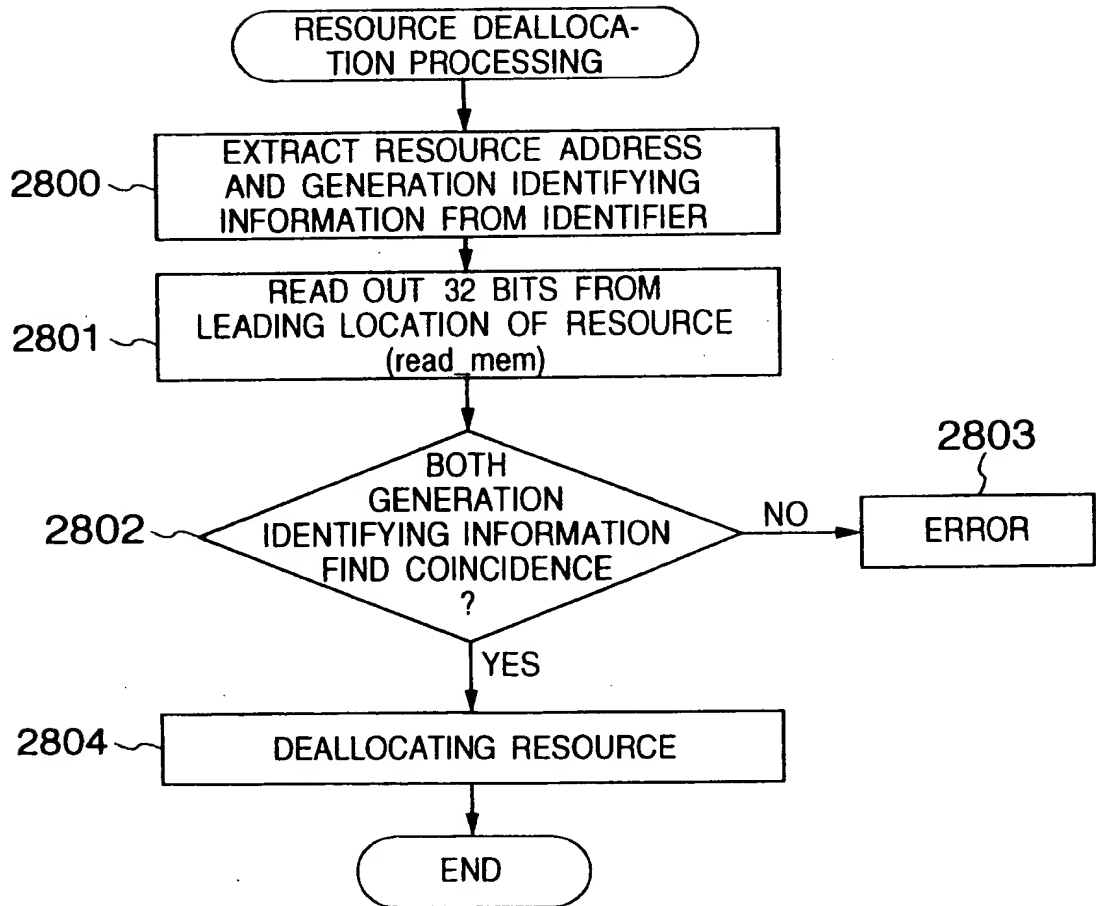 RESOURCE DEALLOCA-
TION PROCESSING
2800
EXTRACT RESOURCE ADDRESS
AND GENERATION IDENTIFYING
INFORMATION FROM IDENTIFIER
2801
READ OUT 32 BITS FROM
LEADING LOCATION OF RESOURCE
(read_mem)
2802
BOTH
GENERATION
IDENTIFYING INFORMATION
FIND COINCIDENCE
?
NO
2803
ERROR
YES
2804
DEALLOCATING RESOURCE
END